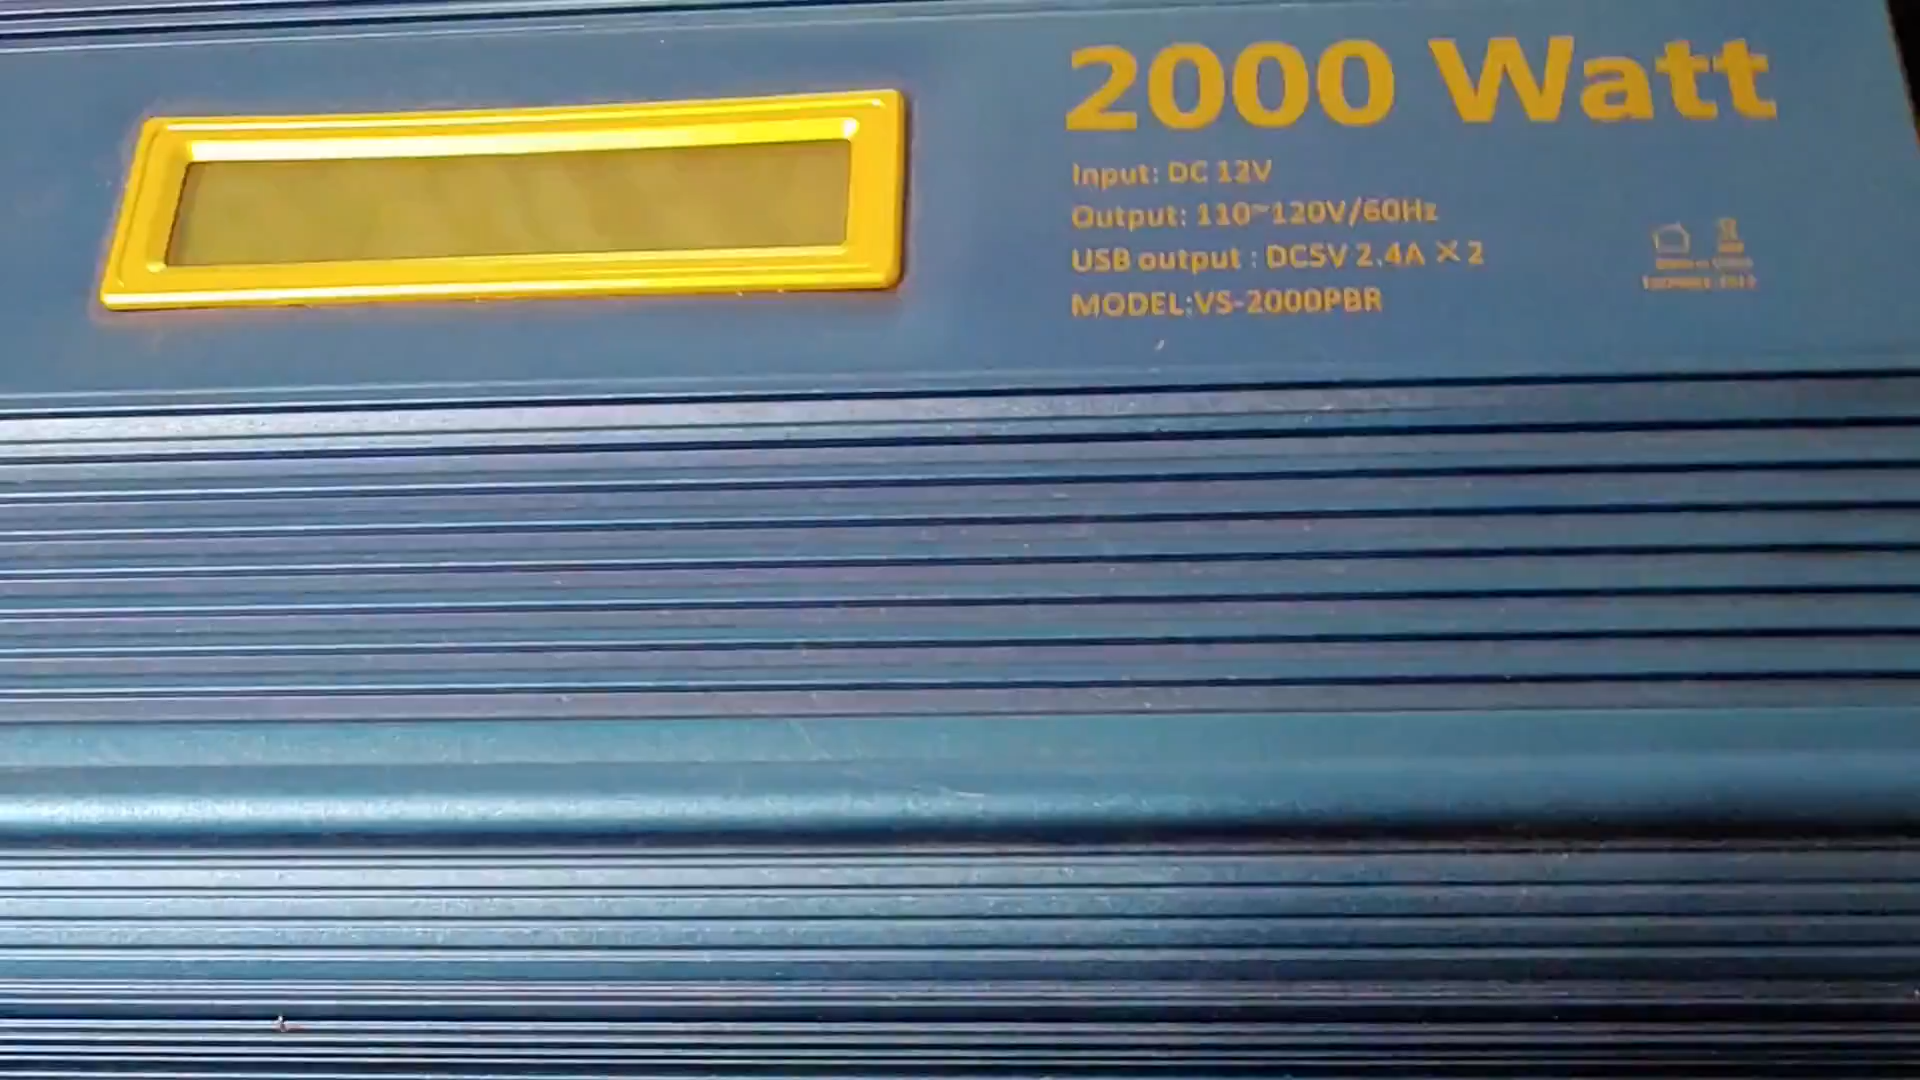 2000 Watt
Input: DC 12V
Output: 110~120V/60Hz
USB output : DC5V 2.4A × 2
MODEL:VS-2000PBR